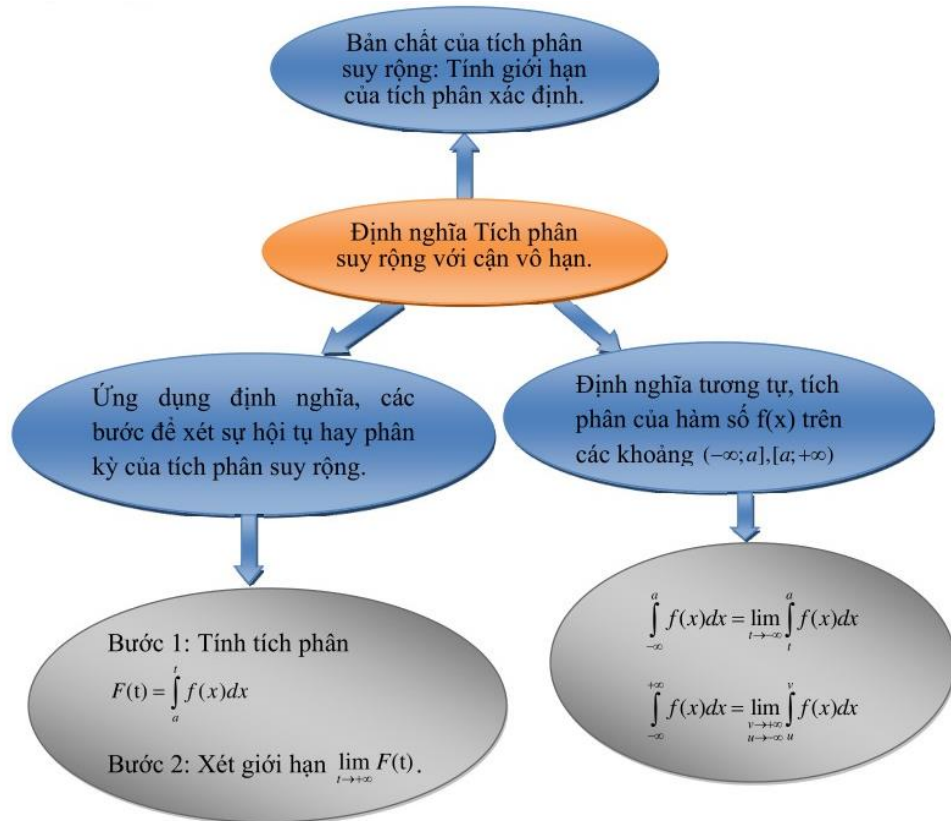 Bản chất của tích phân
suy rộng: Tính giới hạn
của tích phân xác định.
Định nghĩa Tích phân
suy rộng với cận vô hạn.
Ứng dụng định nghĩa, các
bước để xét sự hội tụ hay phân
kỳ của tích phân suy rộng.
Định nghĩa tương tự, tích
phân của hàm số f(x) trên
các khoảng (−∞;a],[a;+∞)
Bước 1: Tính tích phân
F(t) = ∫_a^t f(x)dx
Bước 2: Xét giới hạn lim_{t→+∞} F(t).
∫_{−∞}^a f(x)dx = lim_{t→−∞} ∫_t^a f(x)dx
∫_{−∞}^{+∞} f(x)dx = lim_{v→+∞ u→−∞} ∫_u^v f(x)dx